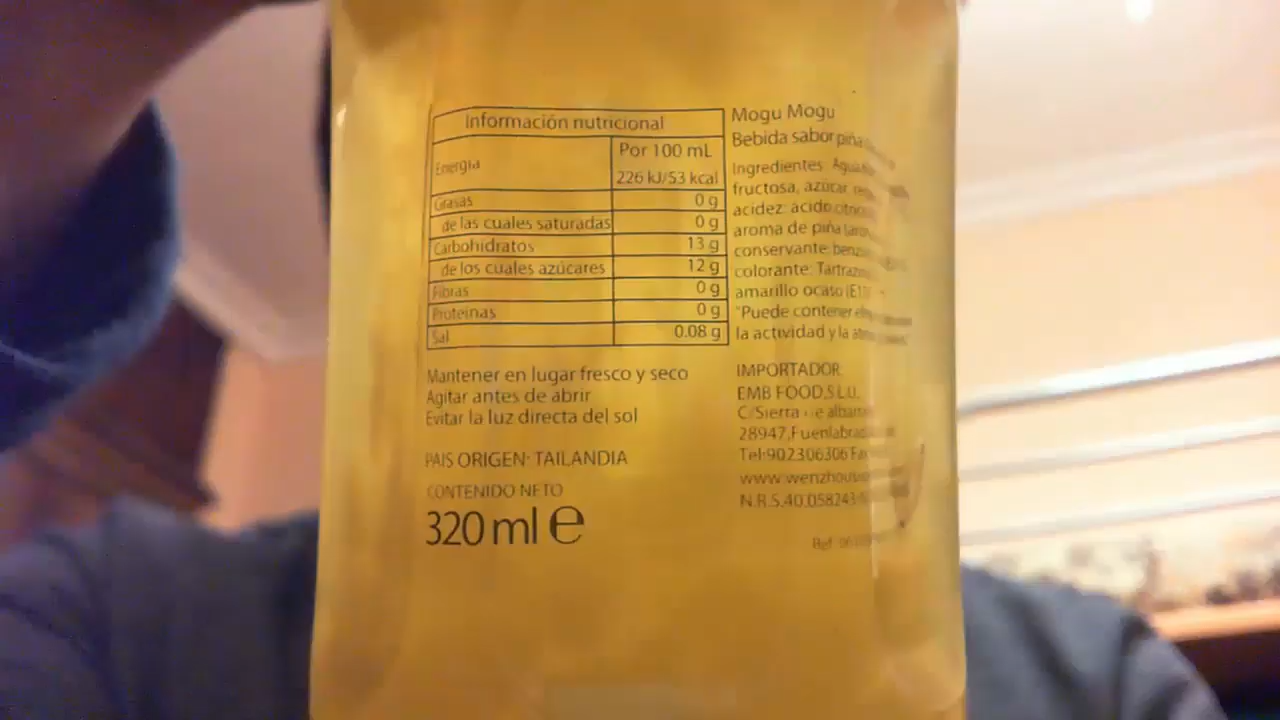 Información nutricional
Energía
Por 100 mL
226 kJ/53 kcal
Grasas 0 g
de las cuales saturadas 0 g
Carbohidratos 13 g
de los cuales azúcares 12 g
Fibras 0 g
Proteínas 0 g
Sal 0.08 g
Mantener en lugar fresco y seco
Agitar antes de abrir
Evitar la luz directa del sol
PAIS ORIGEN: TAILANDIA
CONTENIDO NETO
320 ml e
Mogu Mogu
Bebida sabor piña
Ingredientes:
fructosa, azúcar
acidez: ácido
aroma de piña
conservante:
colorante:
amarillo ocaso
"Puede contener
la actividad y la
IMPORTADOR:
EMB FOOD,S.L.U.
C/Sierra
28947,
Tel:902306306
N.R.S.
Ref.